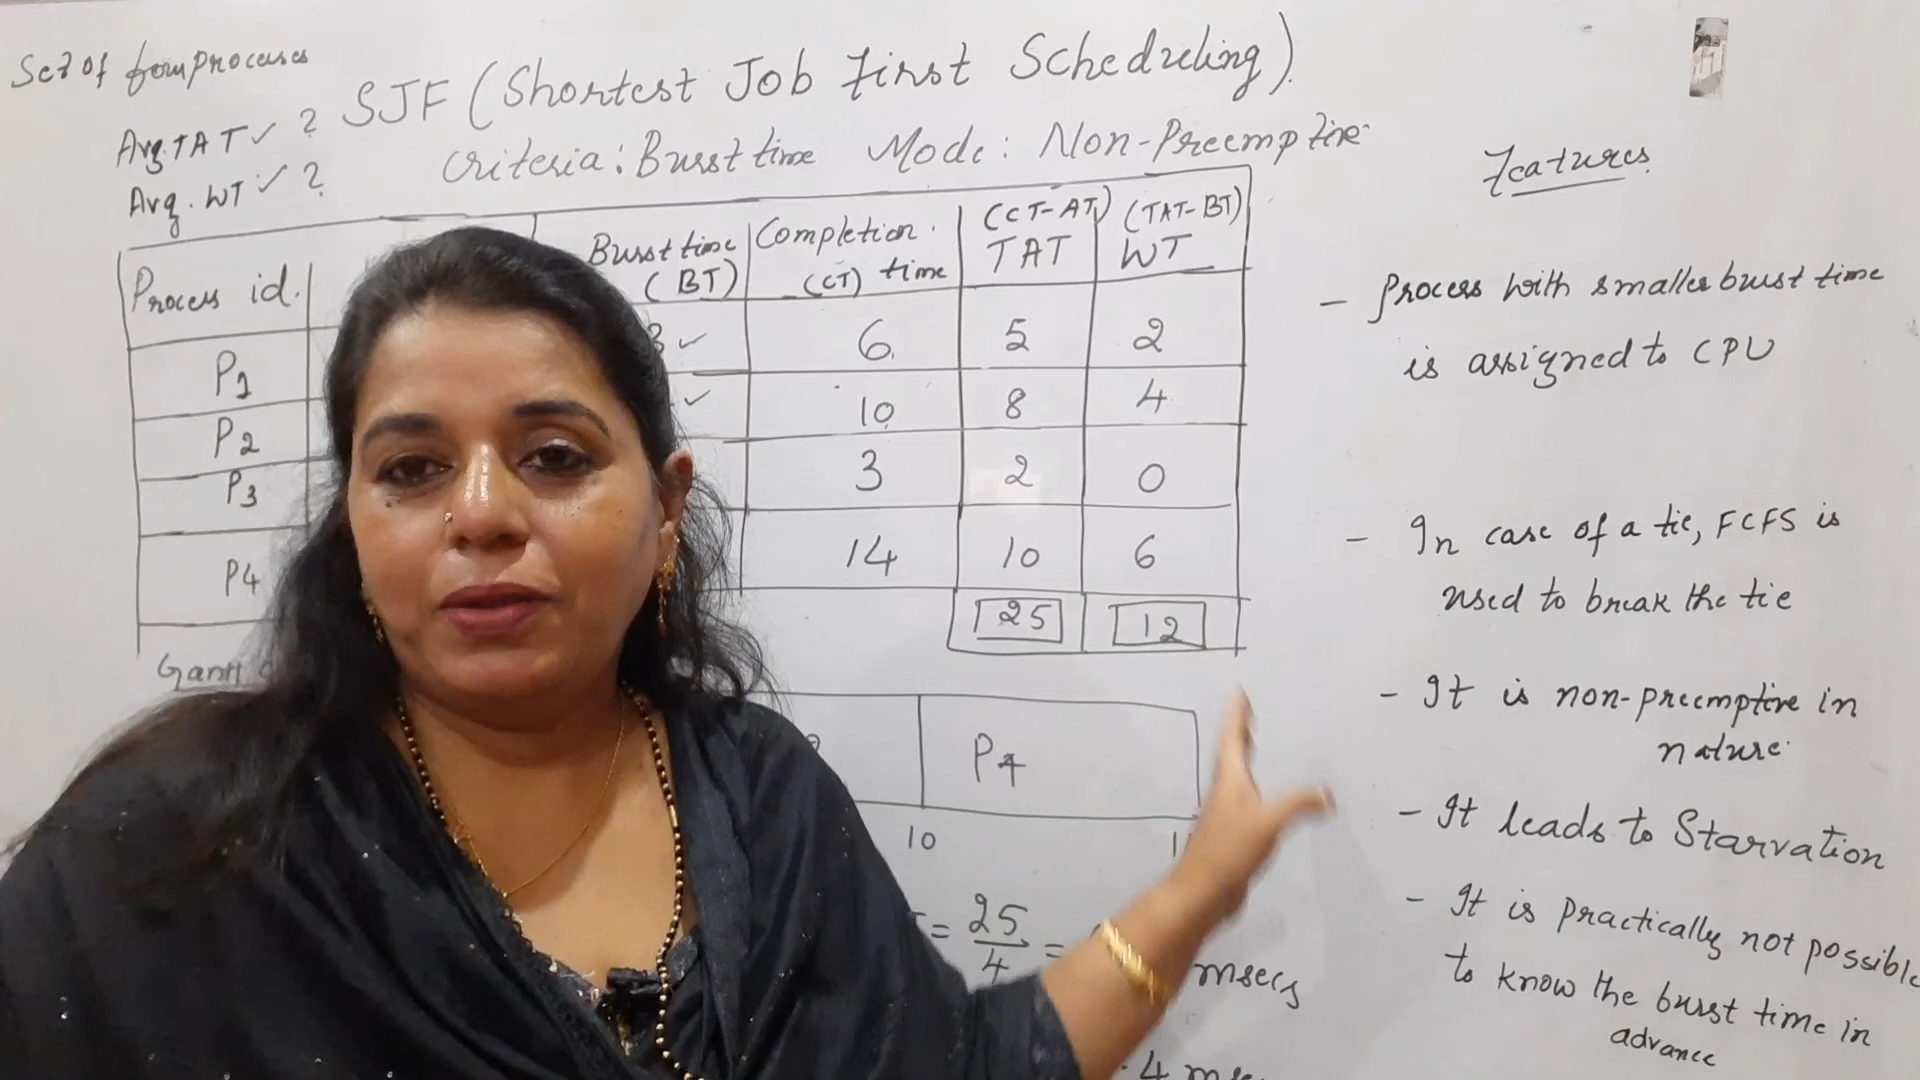 Set of four processes
SJF (Shortest Job First Scheduling)
Avg. TAT ✓ ?
Criteria: Burst time Mode: Non-Preemptive
Avg. WT ✓ ?
Process id.
Burst time (BT)
Completion time (CT)
(CT-AT) TAT
(TAT-BT) WT
P1 3 ✓ 6 5 2
P2 ✓ 10 8 4
P3 3 2 0
P4 14 10 6
25 12
Gantt
P4
10
= 25/4 = msecs
4
Features
- Process with smaller burst time
is assigned to CPU
- In case of a tie, FCFS is
used to break the tie
- It is non-preemptive in
nature.
- It leads to Starvation
- It is practically not possible
to know the burst time in
advance